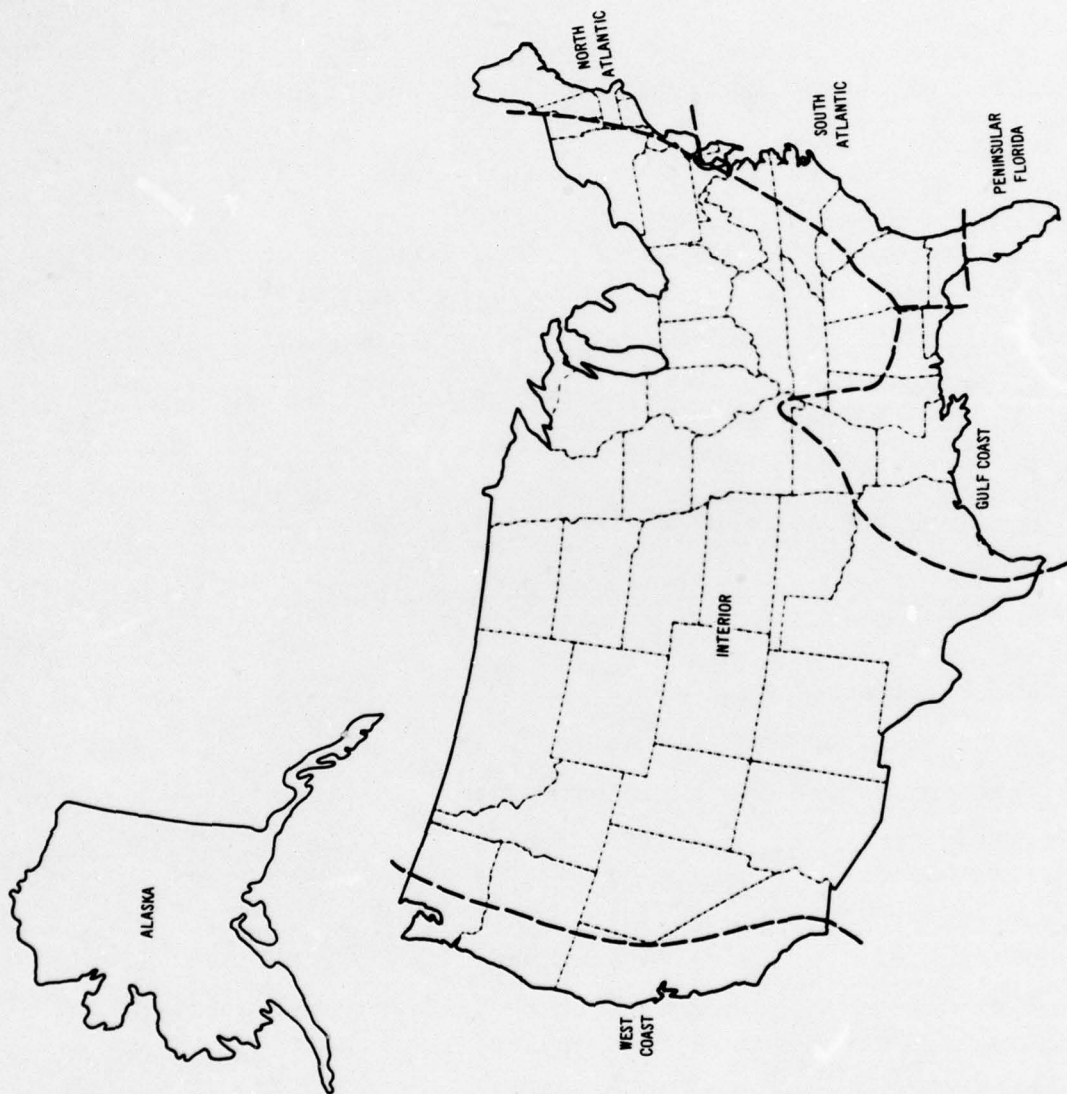 ALASKA
NORTH
ATLANTIC
SOUTH
ATLANTIC
PENINSULAR
FLORIDA
GULF COAST
INTERIOR
WEST
COAST